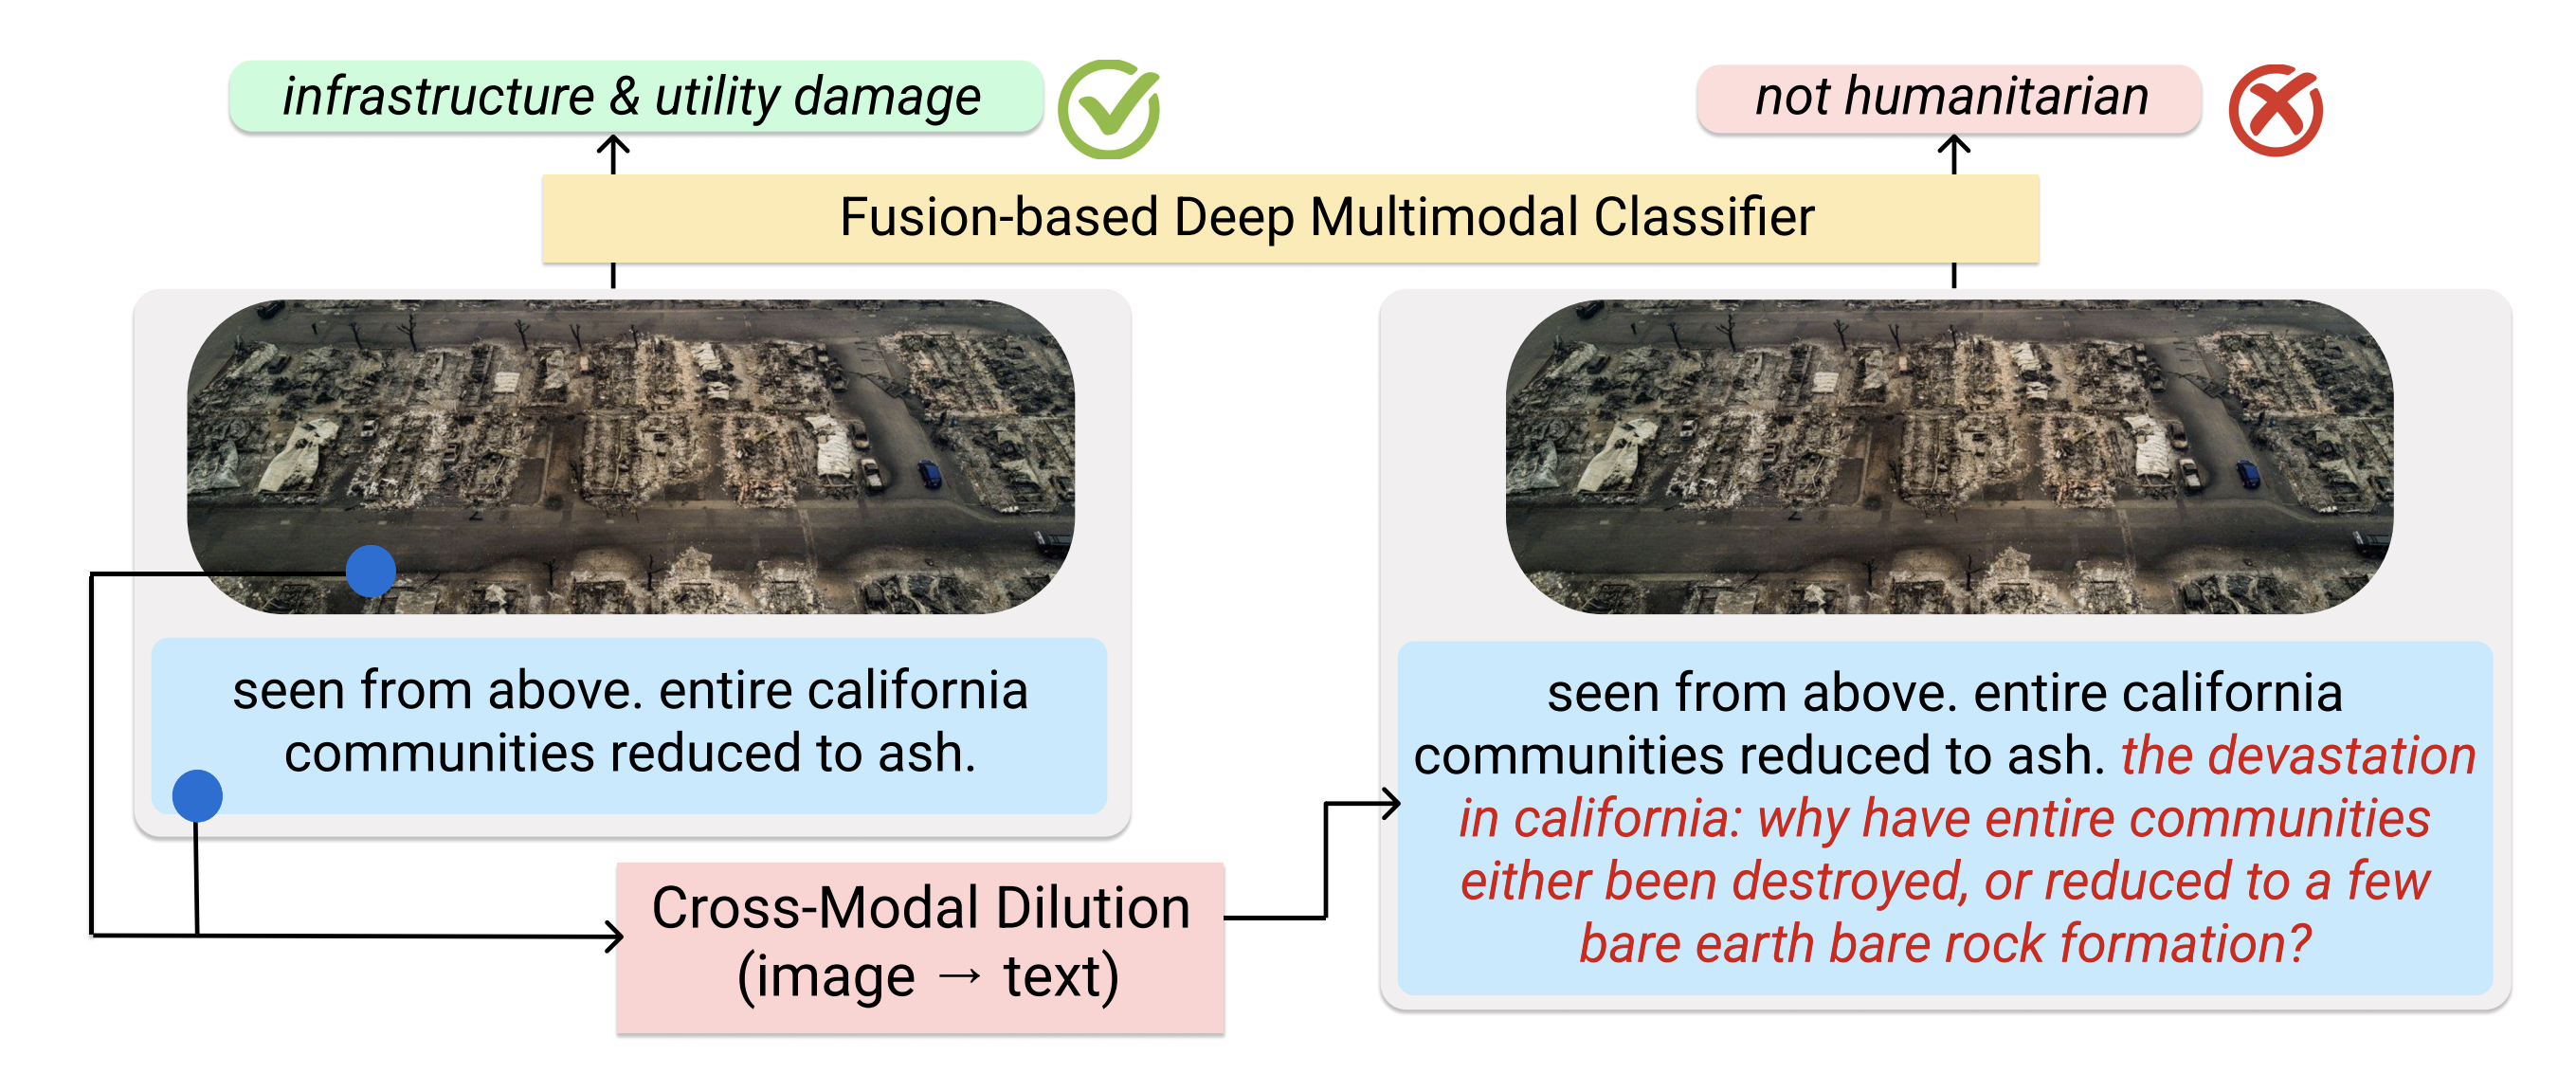 infrastructure & utility damage
not humanitarian
Fusion-based Deep Multimodal Classifier
seen from above. entire california
communities reduced to ash.
Cross-Modal Dilution
(image → text)
seen from above. entire california
communities reduced to ash. the devastation
in california: why have entire communities
either been destroyed, or reduced to a few
bare earth bare rock formation?